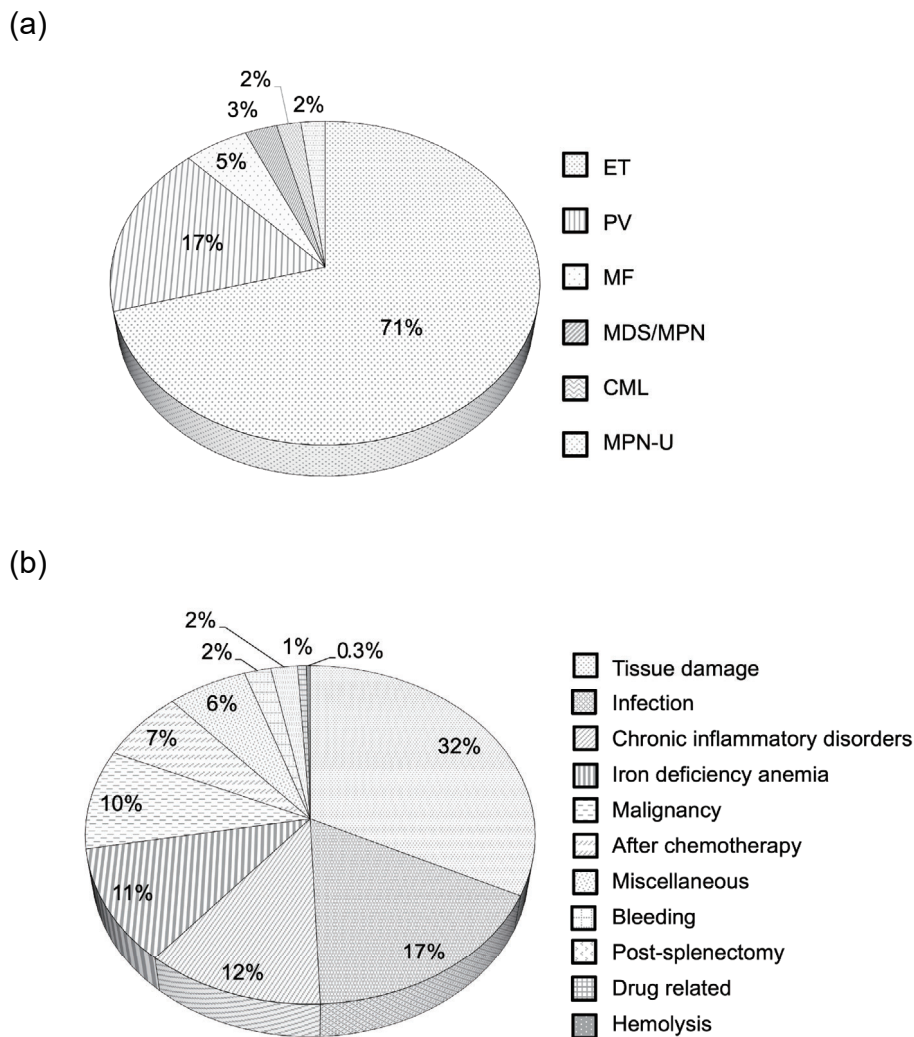 (a)
2%
3%
2%
5%
17%
71%
ET
PV
MF
MDS/MPN
CML
MPN-U
(b)
2%
2%
1%
0.3%
6%
7%
32%
10%
11%
12%
17%
Tissue damage
Infection
Chronic inflammatory disorders
Iron deficiency anemia
Malignancy
After chemotherapy
Miscellaneous
Bleeding
Post-splenectomy
Drug related
Hemolysis